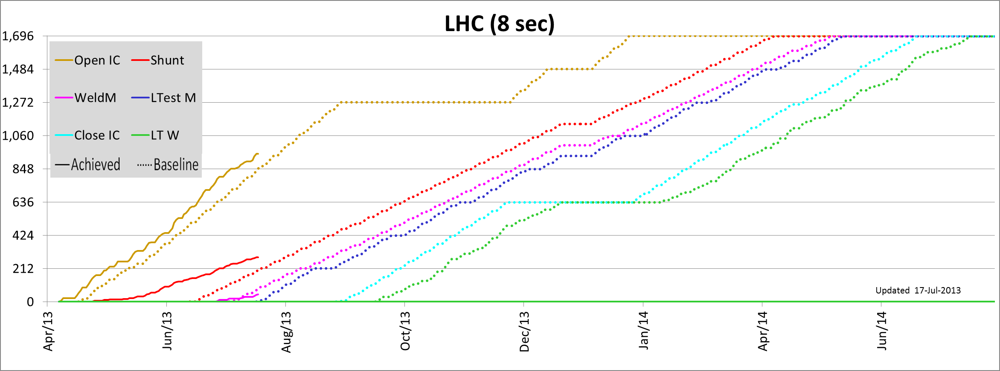 LHC (8 sec)
1,696
1,484
1,272
1,060
848
636
424
212
0
Open IC Shunt
WeldM LTest M
Close IC LT W
Achieved Baseline
Updated 17-Jul-2013
Apr/13 Jun/13 Aug/13 Oct/13 Dec/13 Jan/14 Apr/14 Jun/14